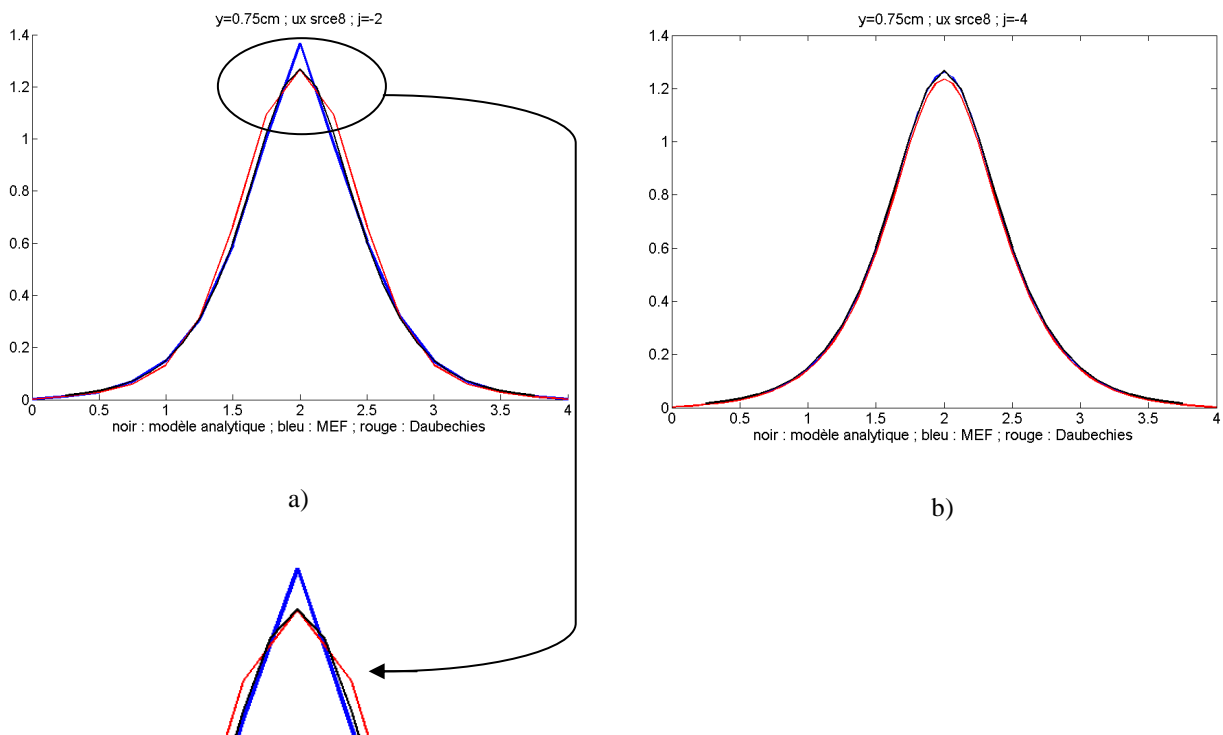 y=0.75cm ; ux srce8 ; j=-2
1.4
1.2
1
0.8
0.6
0.4
0.2
0
0 0.5 1 1.5 2 2.5 3 3.5 4
noir : modèle analytique ; bleu : MEF ; rouge : Daubechies
a)
y=0.75cm ; ux srce8 ; j=-4
1.4
1.2
1
0.8
0.6
0.4
0.2
0
0 0.5 1 1.5 2 2.5 3 3.5 4
noir : modèle analytique ; bleu : MEF ; rouge : Daubechies
b)